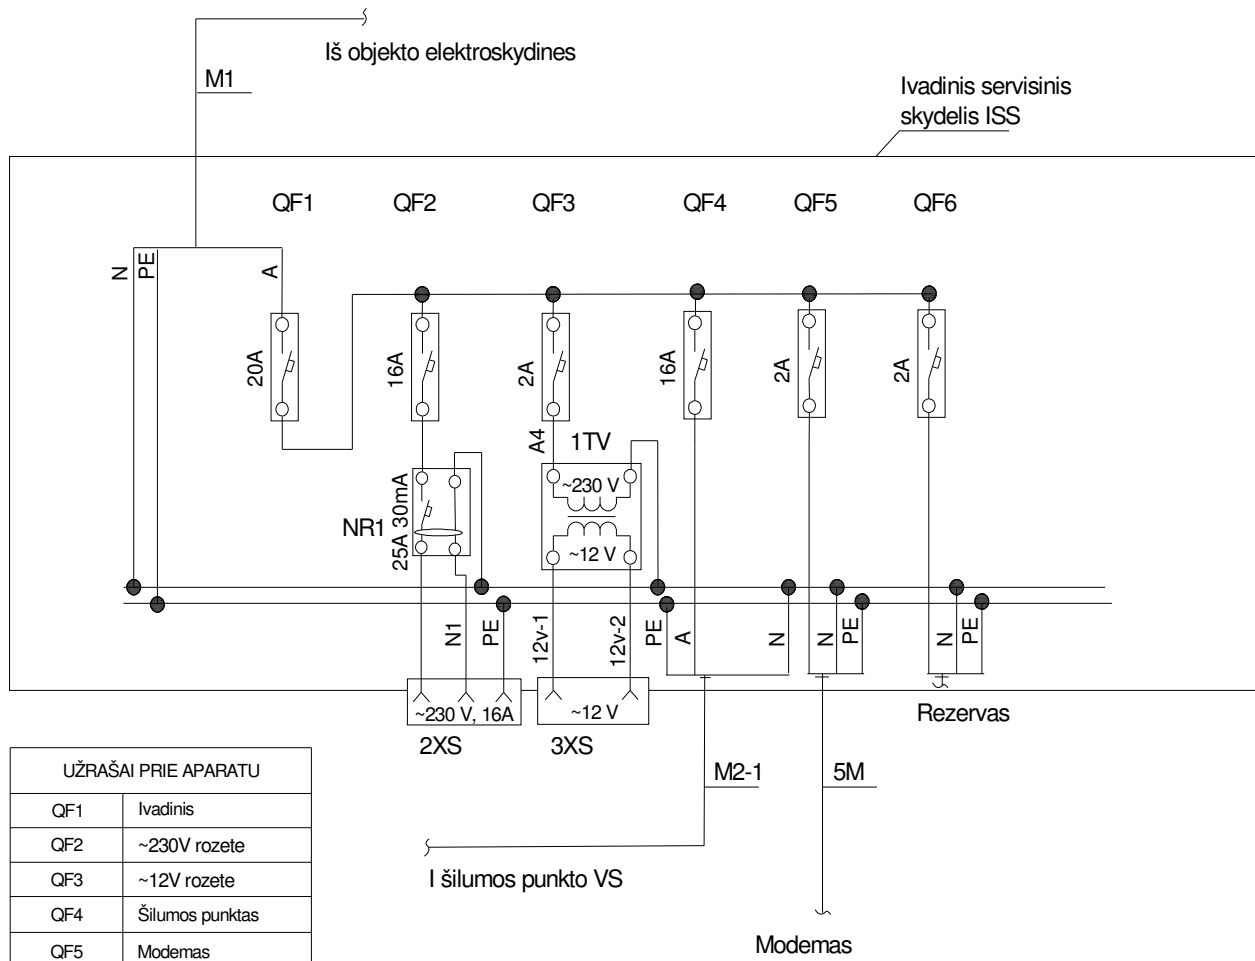 Iš objekto elektroskydines
M1
Ivadinis servisinis
skydelis ISS
QF1
QF2
QF3
QF4
QF5
QF6
N
PE
A
20A
16A
2A
16A
2A
2A
A4
1TV
~230 V
~12 V
NR1
25A 30mA
N1
PE
12v-1
12v-2
PE
A
N
N
PE
N
PE
~230 V, 16A
~12 V
2XS
3XS
Rezervas
M2-1
5M
I šilumos punkto VS
Modemas
UŽRAŠAI PRIE APARATU
QF1 Ivadinis
QF2 ~230V rozete
QF3 ~12V rozete
QF4 Šilumos punktas
QF5 Modemas